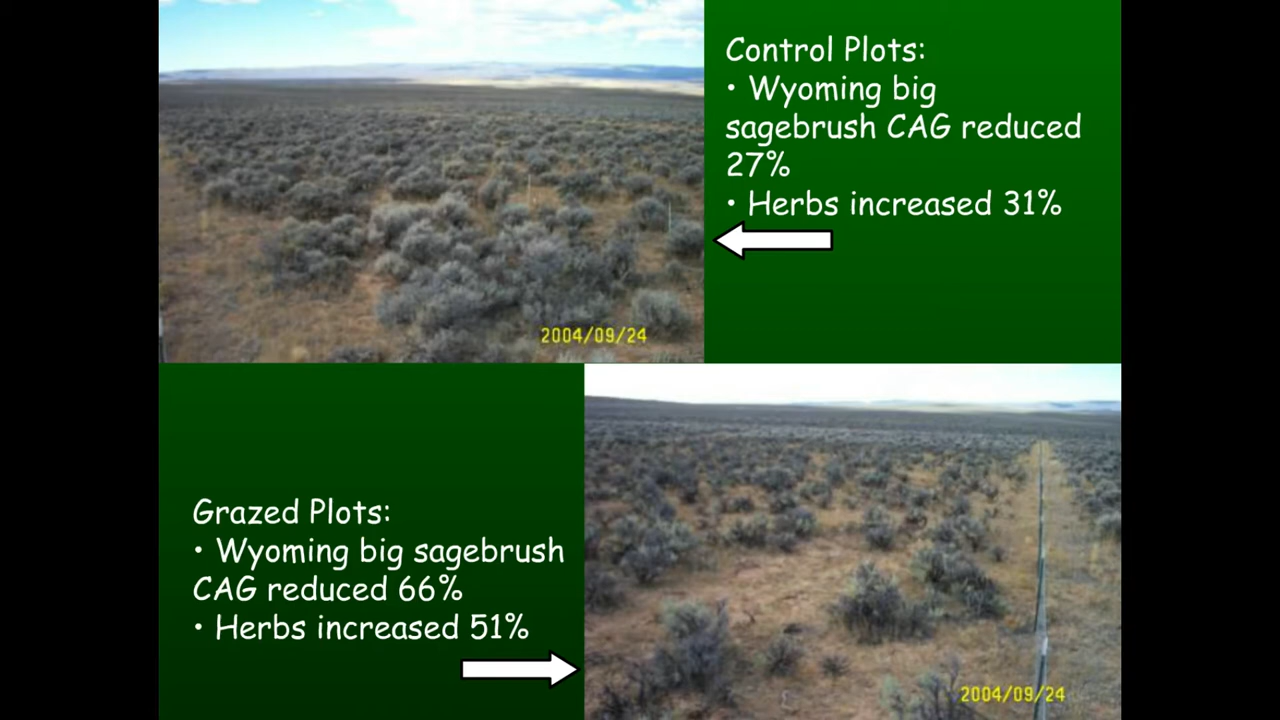 Control Plots:
• Wyoming big
sagebrush CAG reduced
27%
• Herbs increased 31%
2004/09/24
Grazed Plots:
• Wyoming big sagebrush
CAG reduced 66%
• Herbs increased 51%
2004/09/24